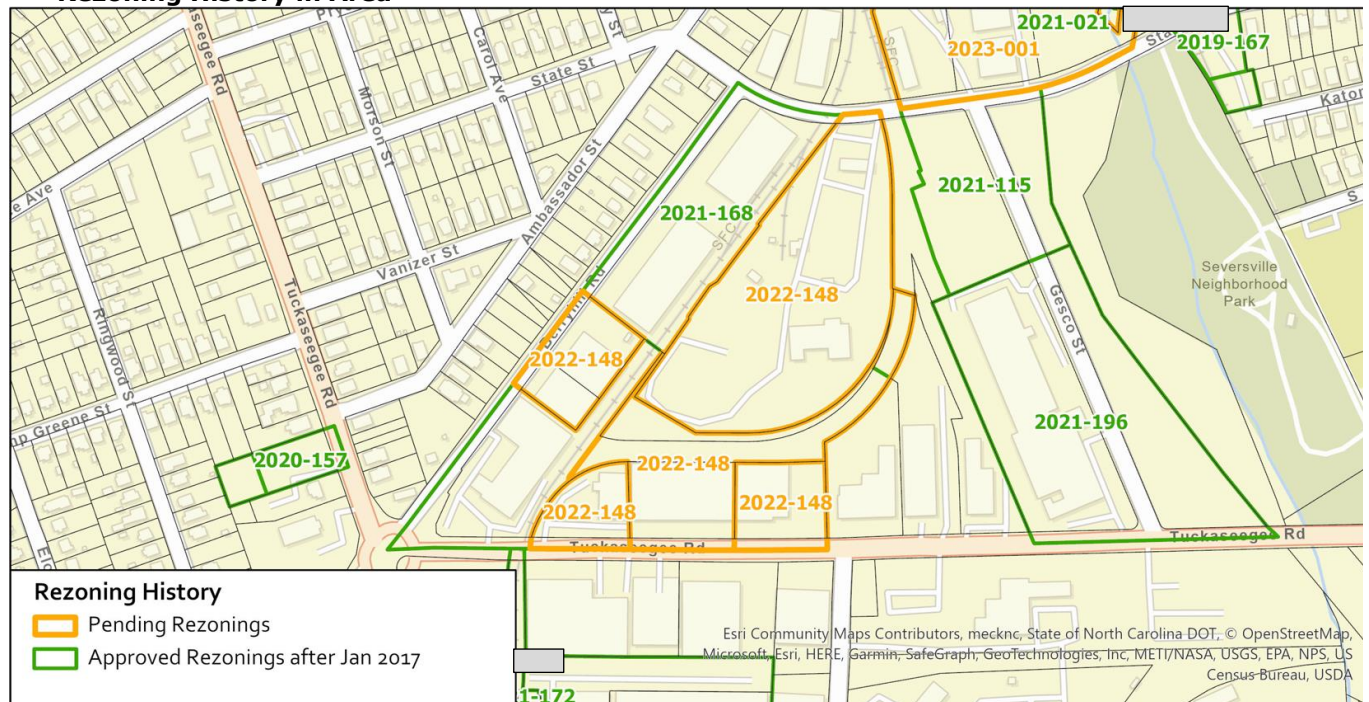 Rezoning History in Area
2021-021
2019-167
2023-001
State St
Carol Ave
Morson St
Ambassador St
Vanizer St
Tuckaseegee Rd
Ringwood St
2021-168
SFC
SFC
2021-115
2022-148
Gesco St
Seversville
Neighborhood
Park
2022-148
2021-196
2020-157
2022-148
2022-148
2022-148
Tuckaseegee Rd
Tuckaseegee Rd
Rezoning History
Pending Rezonings
Approved Rezonings after Jan 2017
1-172
Esri Community Maps Contributors, mecknc, State of North Carolina DOT, © OpenStreetMap,
Microsoft, Esri, HERE, Garmin, SafeGraph, GeoTechnologies, Inc, METI/NASA, USGS, EPA, NPS, US
Census Bureau, USDA